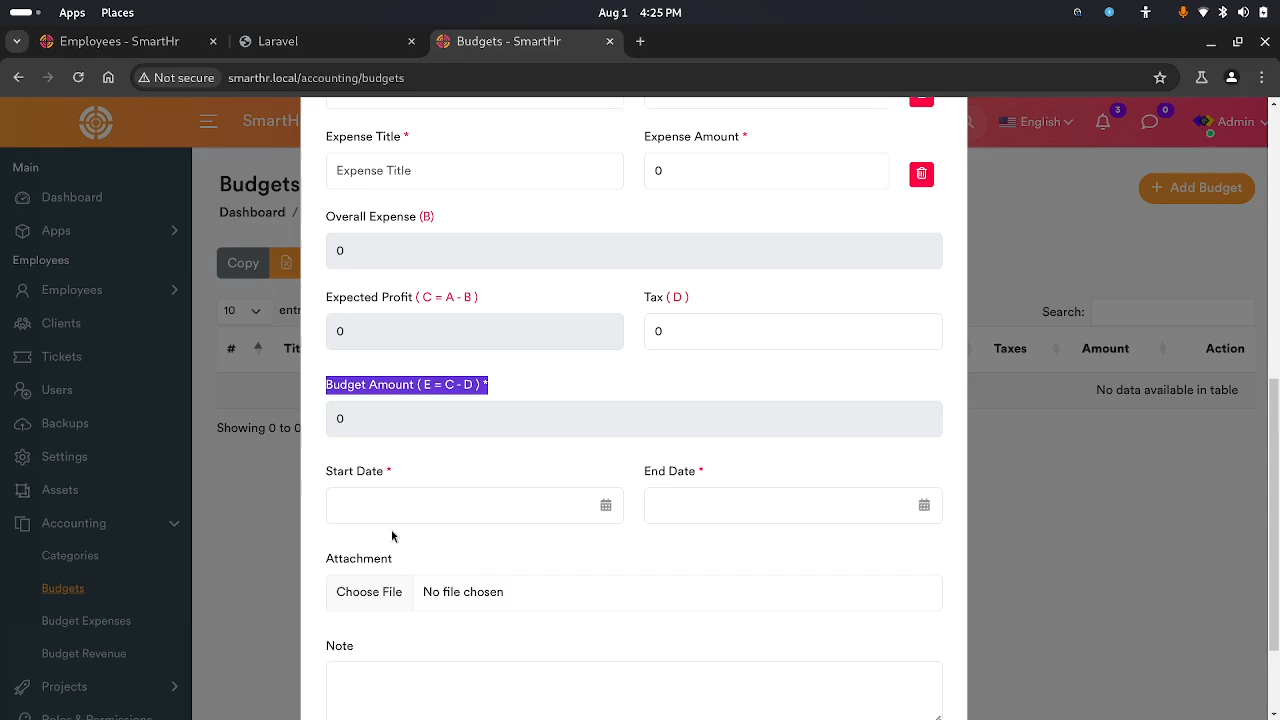 Apps Places
Aug 1 4:25 PM
Employees - SmartHr
Laravel
Budgets - SmartHr
Not secure
smarthr.local/accounting/budgets
SmartH
English
3
0
Admin
Main
Dashboard
Apps
Employees
Employees
Clients
Tickets
Users
Backups
Settings
Assets
Accounting
Categories
Budgets
Budget Expenses
Budget Revenue
Projects
Budgets
Dashboard /
+ Add Budget
Copy
10 entr
Search:
# Tit
Taxes Amount Action
No data available in table
Showing 0 to 0
Expense Title *
Expense Amount *
Expense Title
0
Overall Expense (B)
0
Expected Profit ( C = A - B )
Tax ( D )
0
0
Budget Amount ( E = C - D ) *
0
Start Date *
End Date *
Attachment
Choose File No file chosen
Note